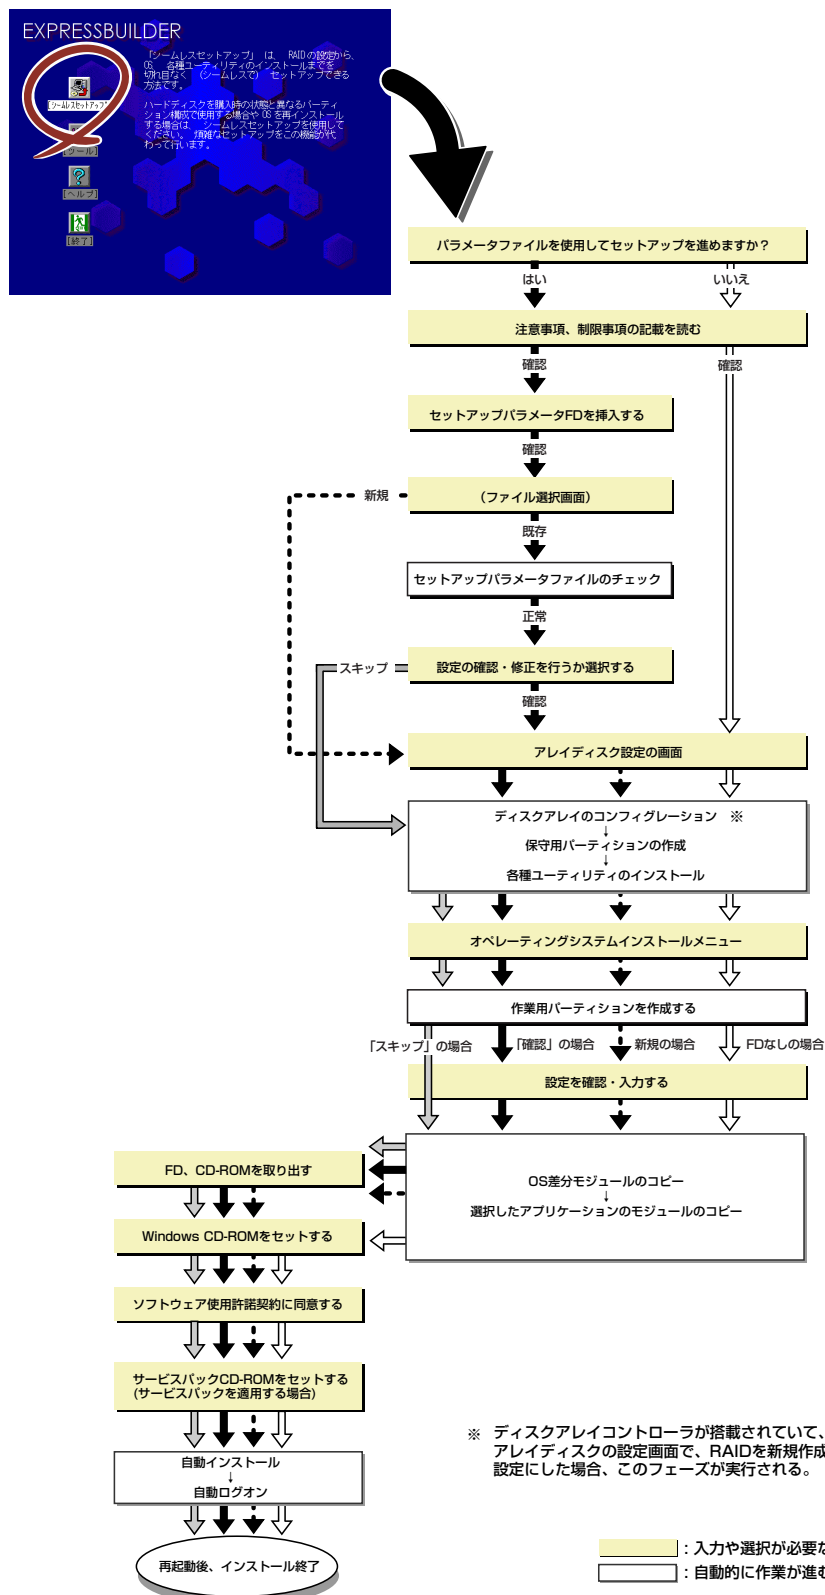 EXPRESSBUILDER
「シームレスセットアップ」 は、 RAIDの設定から、
OS、 各種ユーティリティのインストールまでを
切れ目なく (シームレスで) セットアップできる
方法です。
ハードディスクを購入時の状態と異なるパーティ
ション構成で使用する場合や OS を再インストール
する場合は、 シームレスセットアップを使用して
ください。 煩雑なセットアップをこの機能が代
わって行います。
[シームレスセットアップ]
[ツール]
[ヘルプ]
[終了]
パラメータファイルを使用してセットアップを進めますか？
はい
いいえ
注意事項、制限事項の記載を読む
確認
確認
セットアップパラメータFDを挿入する
確認
新規
（ファイル選択画面）
既存
セットアップパラメータファイルのチェック
正常
スキップ
設定の確認・修正を行うか選択する
確認
アレイディスク設定の画面
ディスクアレイのコンフィグレーション ※
↓
保守用パーティションの作成
↓
各種ユーティリティのインストール
オペレーティングシステムインストールメニュー
作業用パーティションを作成する
「スキップ」の場合
「確認」の場合
新規の場合
FDなしの場合
設定を確認・入力する
OS差分モジュールのコピー
↓
選択したアプリケーションのモジュールのコピー
FD、CD-ROMを取り出す
Windows CD-ROMをセットする
ソフトウェア使用許諾契約に同意する
サービスパックCD-ROMをセットする
(サービスパックを適用する場合)
自動インストール
↓
自動ログオン
再起動後、インストール終了
※ ディスクアレイコントローラが搭載されていて、
アレイディスクの設定画面で、RAIDを新規作成
設定にした場合、このフェーズが実行される。
：入力や選択が必要な
：自動的に作業が進む